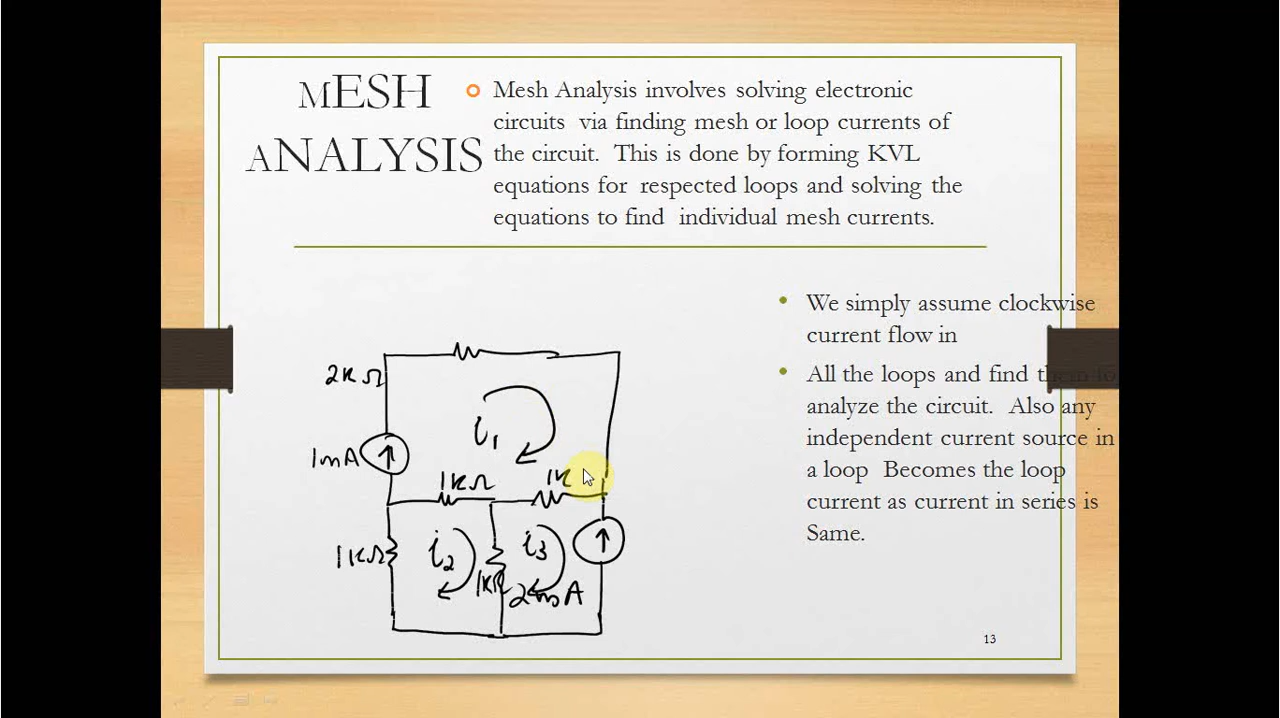 MESH
ANALYSIS
Mesh Analysis involves solving electronic
circuits via finding mesh or loop currents of
the circuit. This is done by forming KVL
equations for respected loops and solving the
equations to find individual mesh currents.
We simply assume clockwise
current flow in
All the loops and find them to
analyze the circuit. Also any
independent current source in
a loop Becomes the loop
current as current in series is
Same.
2KΩ
i1
1mA
1KΩ
1K
1KΩ
i2
1KΩ
i3
2mA
13